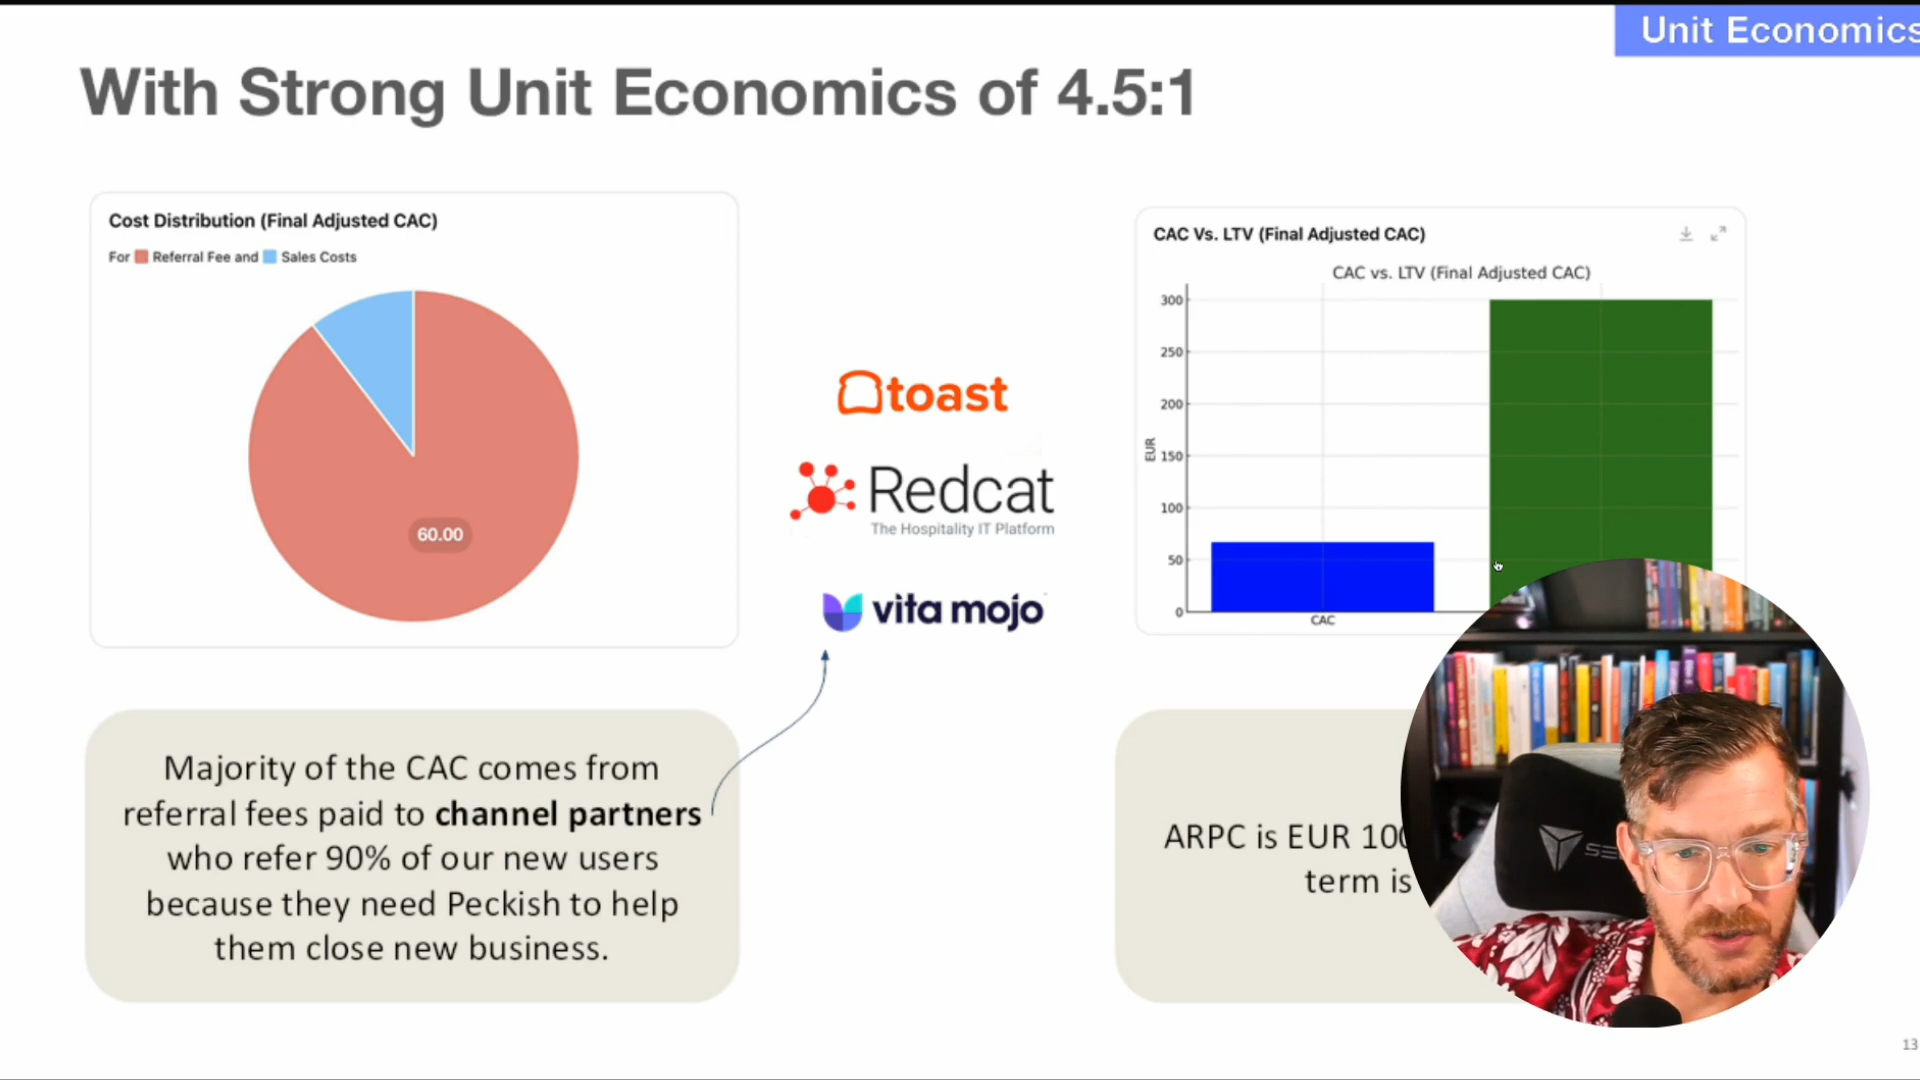 Unit Economics
With Strong Unit Economics of 4.5:1
Cost Distribution (Final Adjusted CAC)
For Referral Fee and Sales Costs
60.00
toast
Redcat
The Hospitality IT Platform
vita mojo
CAC Vs. LTV (Final Adjusted CAC)
CAC vs. LTV (Final Adjusted CAC)
EUR
300
250
200
150
100
50
0
CAC
Majority of the CAC comes from
referral fees paid to channel partners
who refer 90% of our new users
because they need Peckish to help
them close new business.
ARPC is EUR 100
term is
13